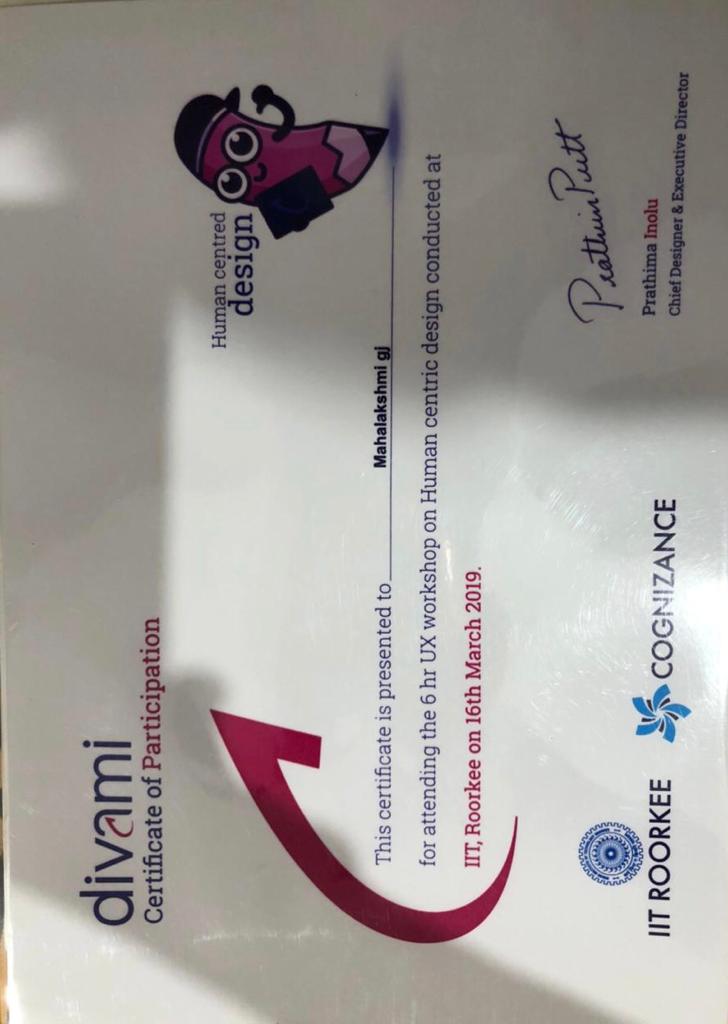 divami
Certificate of Participation
Human centred
design
This certificate is presented to Mahalakshmi gj
for attending the 6 hr UX workshop on Human centric design conducted at
IIT, Roorkee on 16th March 2019.
IIT ROORKEE
COGNIZANCE
Prathima Inolu
Chief Designer & Executive Director